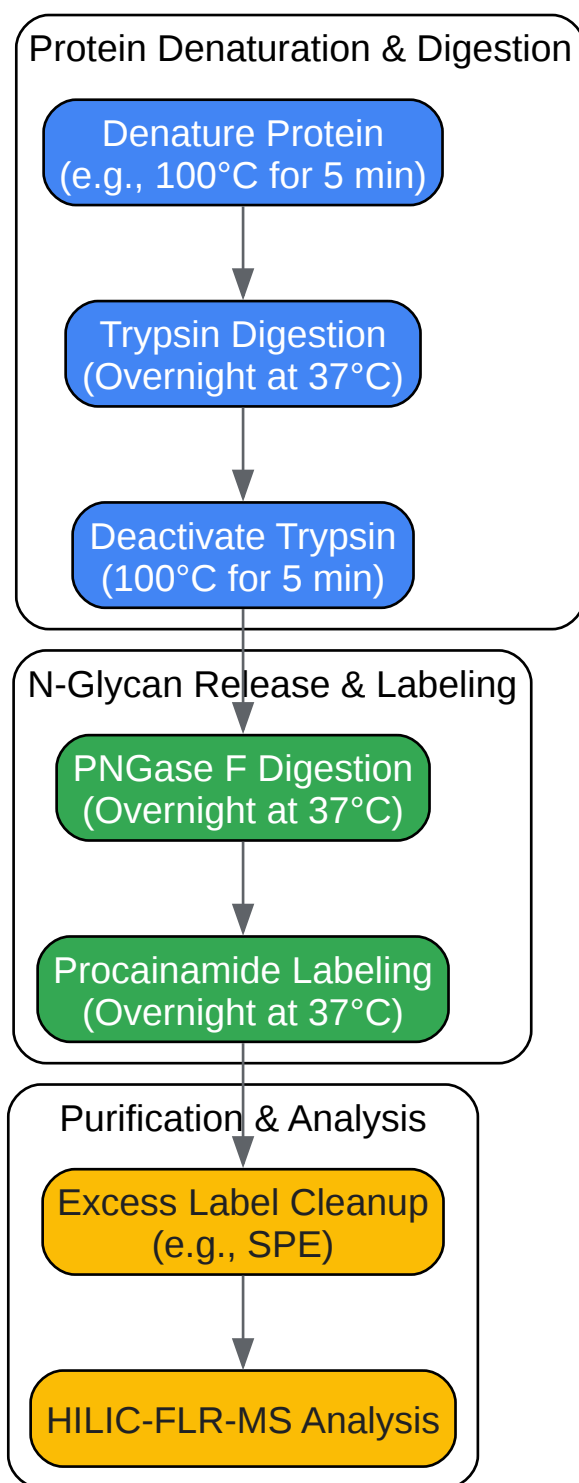 Protein Denaturation & Digestion
Denature Protein
(e.g., 100°C for 5 min)
Trypsin Digestion
(Overnight at 37°C)
Deactivate Trypsin
(100°C for 5 min)
N-Glycan Release & Labeling
PNGase F Digestion
(Overnight at 37°C)
Procainamide Labeling
(Overnight at 37°C)
Purification & Analysis
Excess Label Cleanup
(e.g., SPE)
HILIC-FLR-MS Analysis